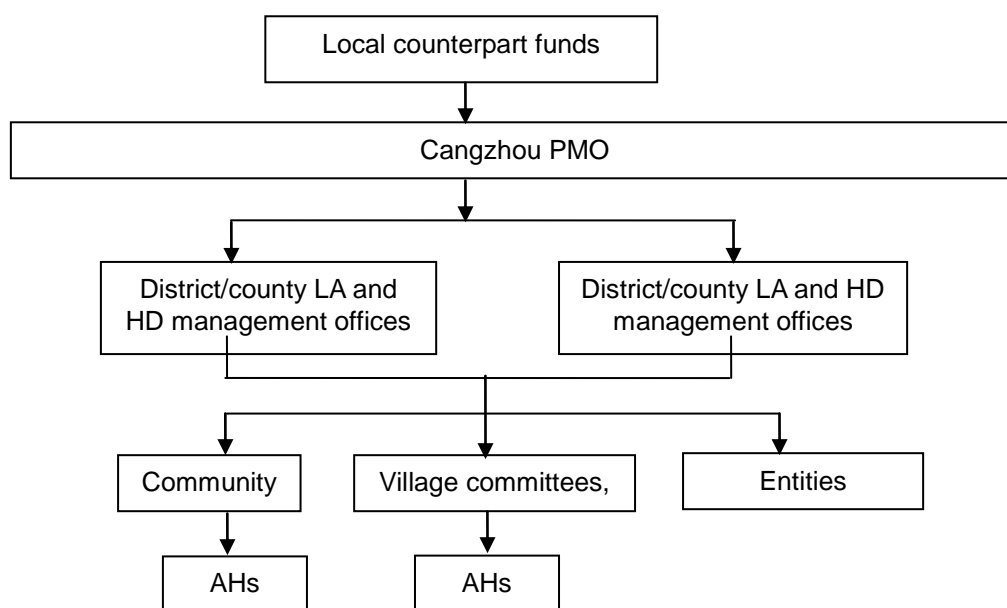 Local counterpart funds
Cangzhou PMO
District/county LA and
HD management offices
District/county LA and HD
management offices
Community
Village committees,
Entities
AHs
AHs